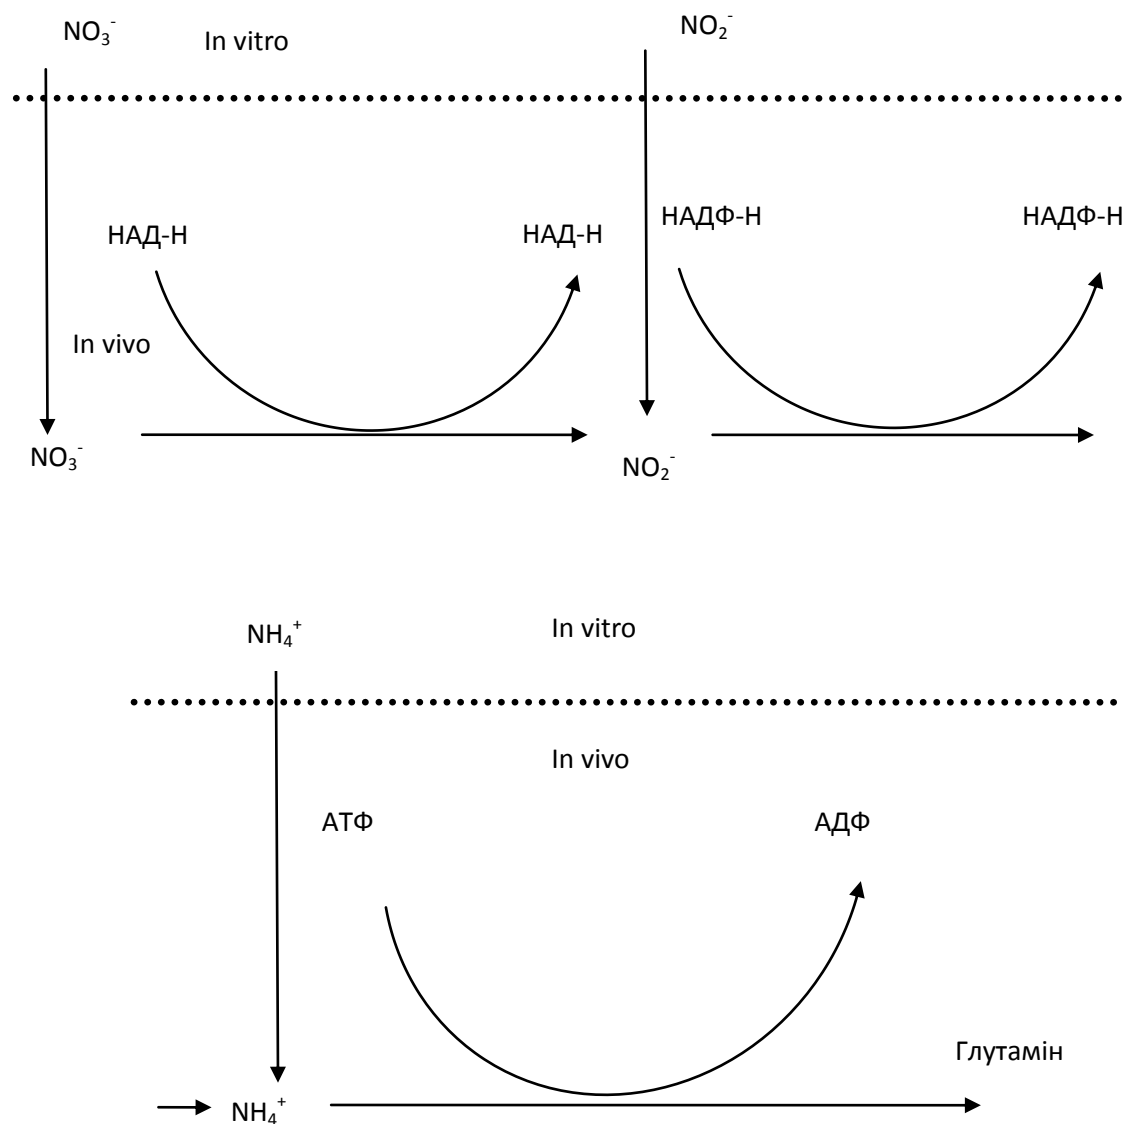 NO₃⁻
In vitro
NO₂⁻
НАД-Н
НАД-Н
НАДФ-Н
НАДФ-Н
In vivo
NO₃⁻
NO₂⁻
NH₄⁺
In vitro
In vivo
АТФ
АДФ
Глутамін
NH₄⁺